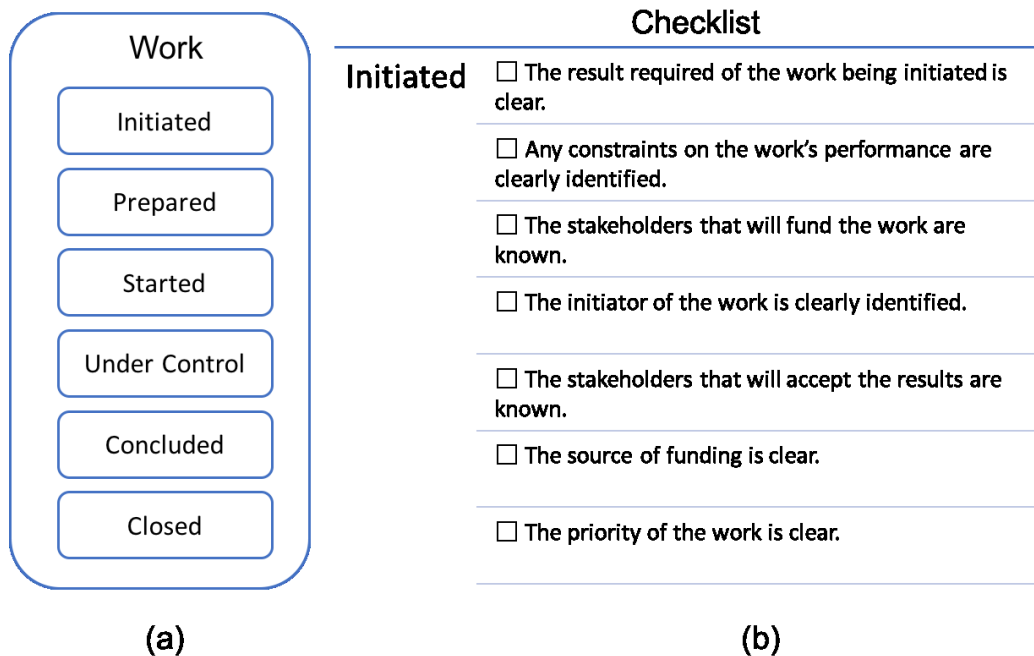 Work
Initiated
Prepared
Started
Under Control
Concluded
Closed
(a)
Checklist
Initiated
☐ The result required of the work being initiated is
clear.
☐ Any constraints on the work's performance are
clearly identified.
☐ The stakeholders that will fund the work are
known.
☐ The initiator of the work is clearly identified.
☐ The stakeholders that will accept the results are
known.
☐ The source of funding is clear.
☐ The priority of the work is clear.
(b)